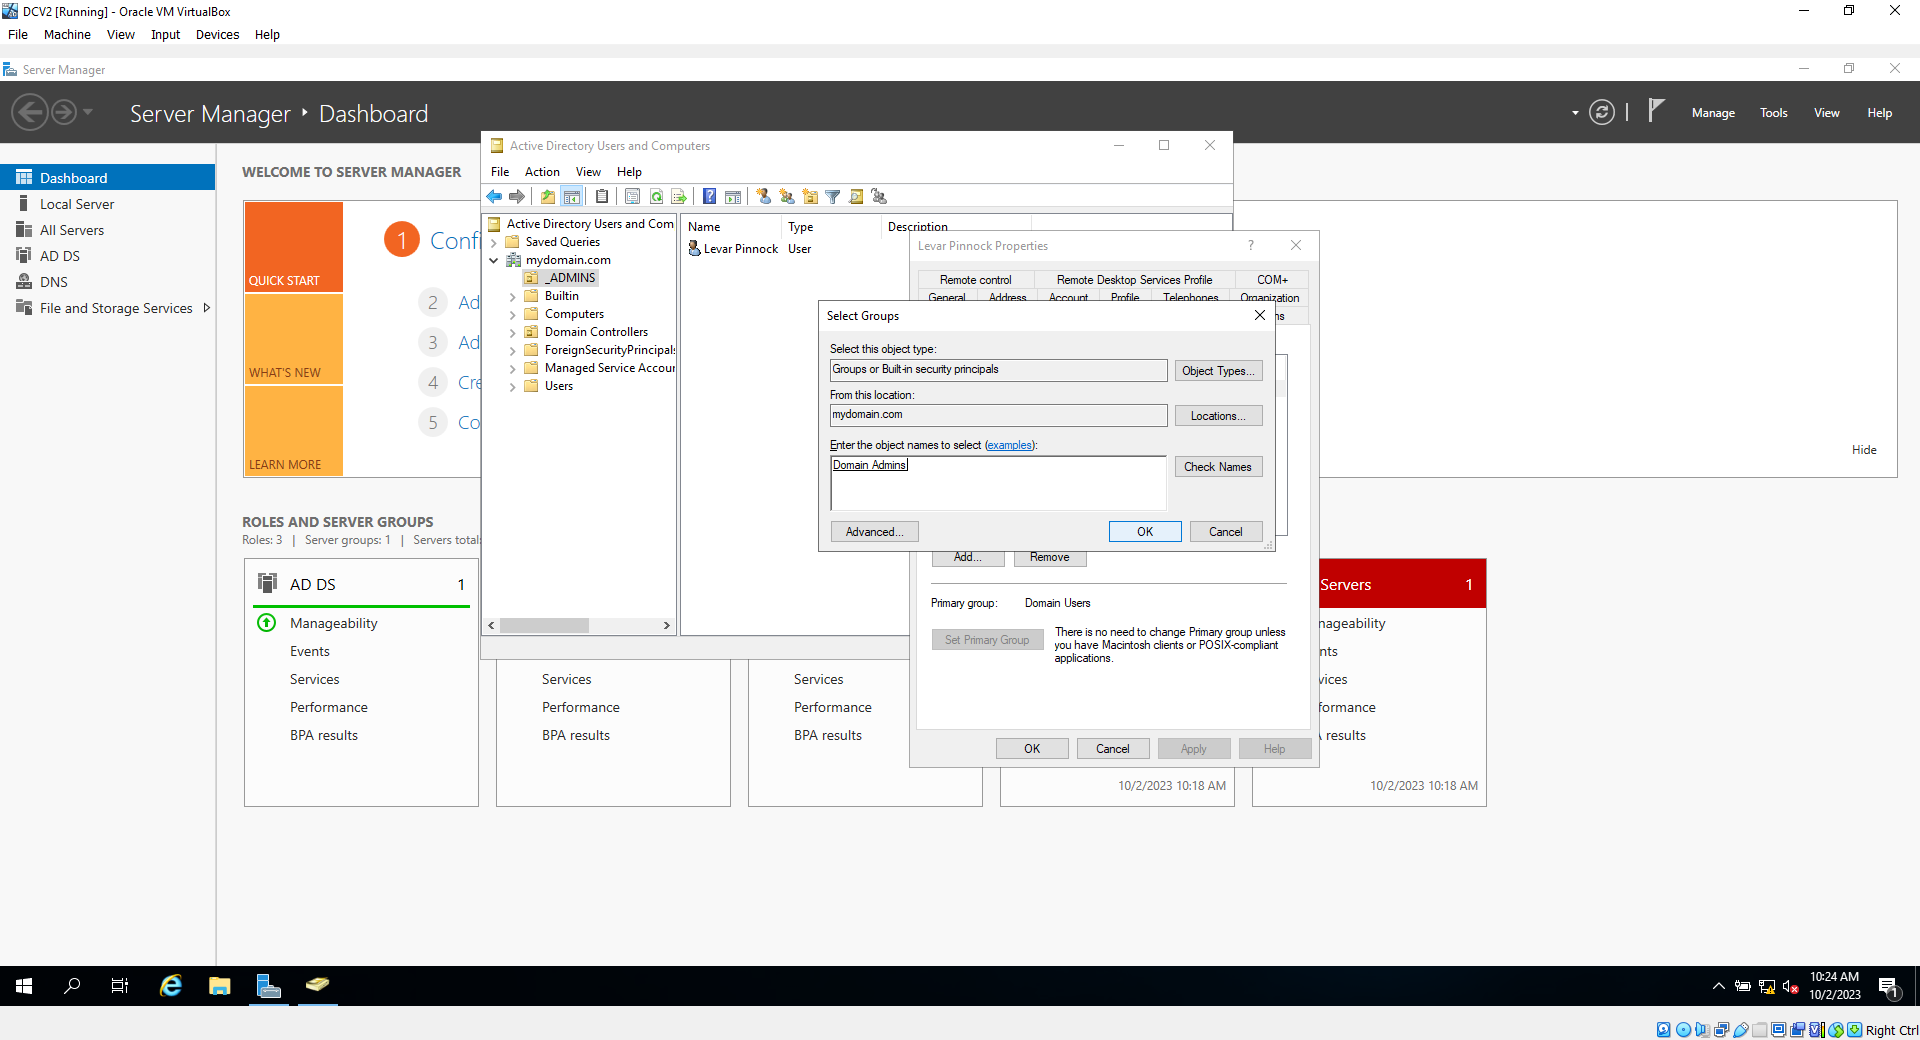 DCV2 [Running] - Oracle VM VirtualBox
File Machine View Input Devices Help
Server Manager
Server Manager Dashboard
Manage Tools View Help
Dashboard
Local Server
All Servers
AD DS
DNS
File and Storage Services
WELCOME TO SERVER MANAGER
QUICK START
WHAT'S NEW
LEARN MORE
1 Confi
2 Ad
3 Ad
4 Cre
5 Co
Hide
ROLES AND SERVER GROUPS
Roles: 3 | Server groups: 1 | Servers total:
AD DS 1
Manageability
Events
Services
Performance
BPA results
Services
Performance
BPA results
Services
Performance
BPA results
10/2/2023 10:18 AM
Servers 1
nageability
nts
vices
formance
results
10/2/2023 10:18 AM
Active Directory Users and Computers
File Action View Help
Active Directory Users and Com
Saved Queries
mydomain.com
_ADMINS
Builtin
Computers
Domain Controllers
ForeignSecurityPrincipals
Managed Service Accour
Users
Name Type Description
Levar Pinnock User
Levar Pinnock Properties
?
Remote control Remote Desktop Services Profile COM+
General Address Account Profile Telephones Organization
ns
Select Groups
Select this object type:
Groups or Built-in security principals
Object Types...
From this location:
mydomain.com
Locations...
Enter the object names to select (examples):
Domain Admins
Check Names
Advanced...
OK
Cancel
Add...
Remove
Primary group: Domain Users
Set Primary Group
There is no need to change Primary group unless
you have Macintosh clients or POSIX-compliant
applications.
OK
Cancel
Apply
Help
10:24 AM
10/2/2023
1
Right Ctrl